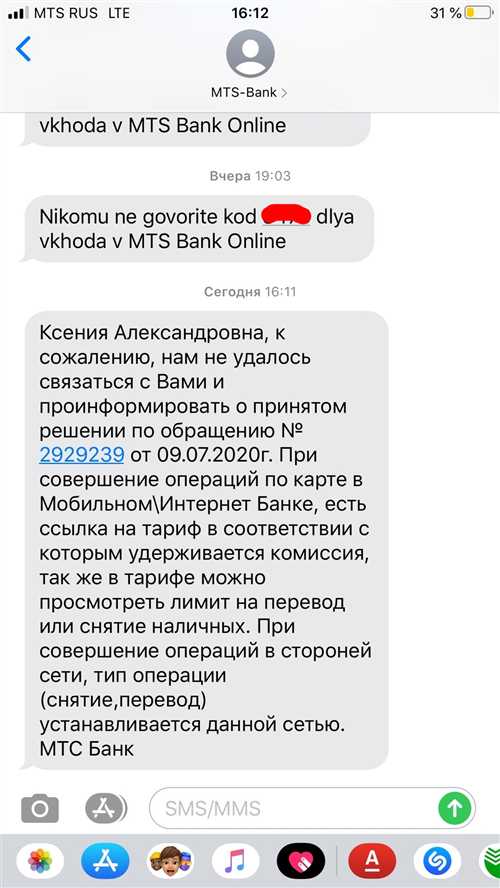 MTS RUS LTE 16:12 31 %
MTS-Bank
vkhoda v MTS Bank Online
Вчера 19:03
Nikomu ne govorite kod dlya
vkhoda v MTS Bank Online
Сегодня 16:11
Ксения Александровна, к
сожалению, нам не удалось
связаться с Вами и
проинформировать о принятом
решении по обращению №
2929239 от 09.07.2020г. При
совершение операций по карте в
Мобильном\Интернет Банке, есть
ссылка на тариф в соответствии с
которым удерживается комиссия,
так же в тарифе можно
просмотреть лимит на перевод
или снятие наличных. При
совершение операций в стороней
сети, тип операции
(снятие,перевод)
устанавливается данной сетью.
МТС Банк
SMS/MMS